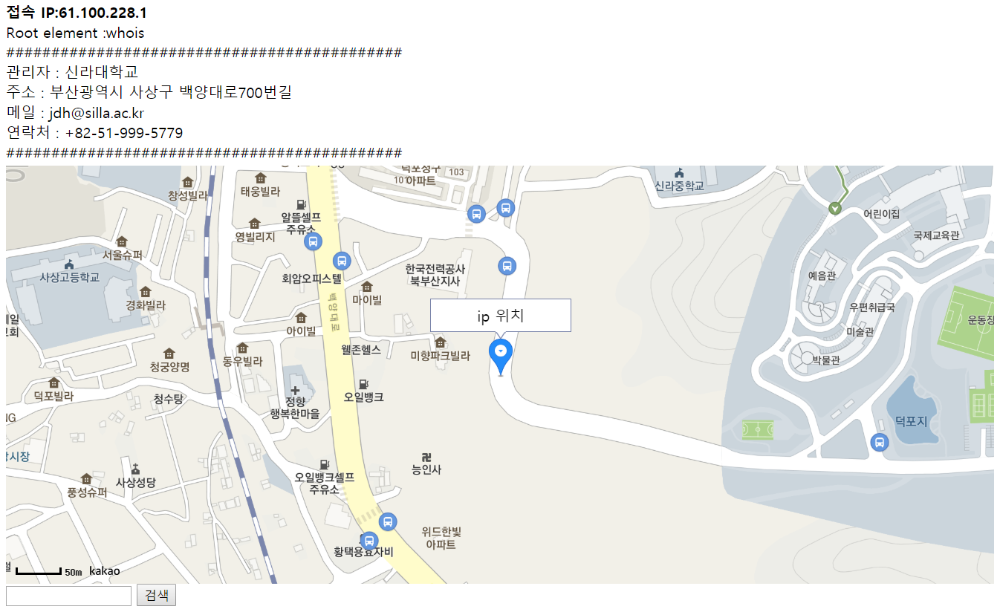 접속 IP:61.100.228.1
Root element :whois
############################################
관리자 : 신라대학교
주소 : 부산광역시 사상구 백양대로700번길
메일 : jdh@silla.ac.kr
연락처 : +82-51-999-5779
############################################
창성빌라
태웅빌라
아파트
103
신라중학교
알뜰셀프
주유소
영빌리지
서울슈퍼
사상고등학교
회암오피스텔
한국전력공사
북부산지사
어린이집
국제교육관
예음관
경화빌라
마이빌
백양대로
우편취급국
운동장
ip 위치
아이빌
미술관
웰존헬스
미향파크빌라
박물관
청궁양명
동우빌라
덕포빌라
청수탕
정향
행복한마을
오일뱅크
덕포지
능인사
사상성당
풍성슈퍼
오일뱅크셀프
주유소
위드한빛
아파트
황택용효자비
50m
kakao
검색